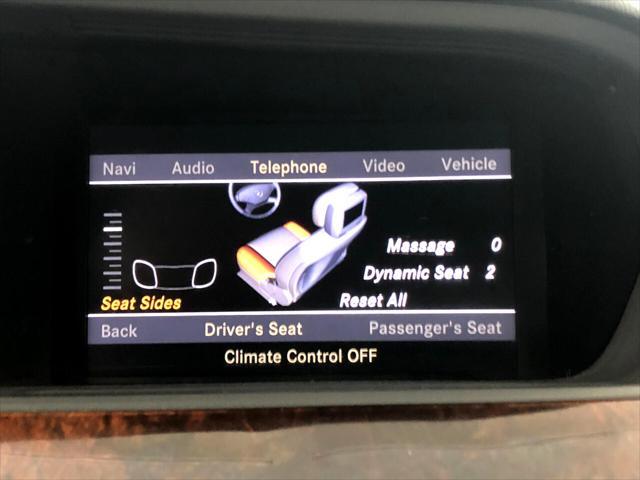 Navi Audio Telephone Video Vehicle
Massage 0
Dynamic Seat 2
Seat Sides Reset All
Back Driver's Seat Passenger's Seat
Climate Control OFF